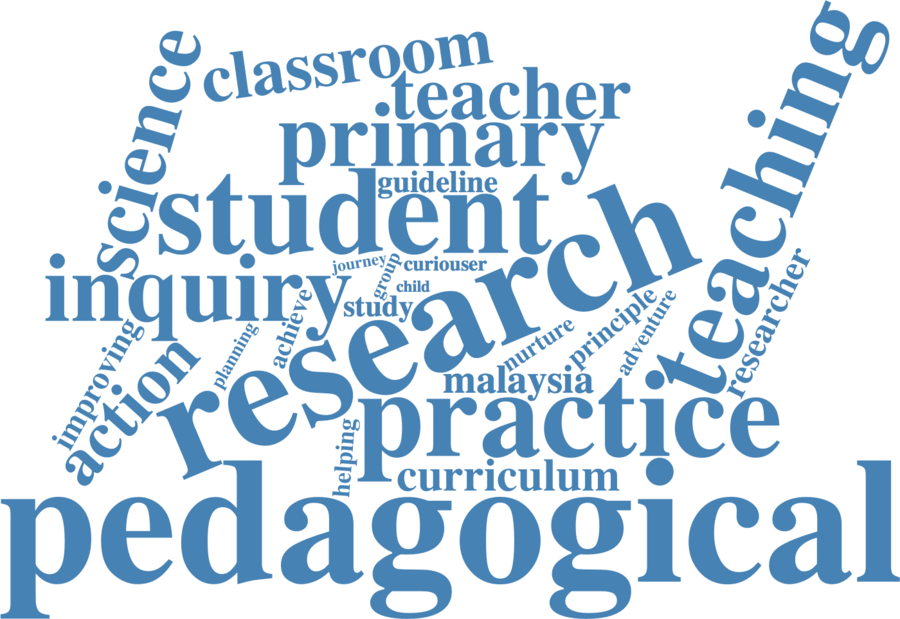 classroom
science
teacher
teaching
primary
guideline
student
research
inquiry
journey
group
curiouser
child
study
achieve
planning
improving
action
nurture
principle
adventure
researcher
malaysia
practice
helping
curriculum
pedagogical